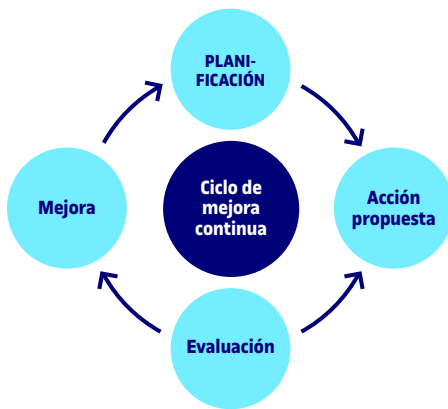 PLANI-
FICACIÓN
Ciclo de
mejora
continua
Mejora
Acción
propuesta
Evaluación